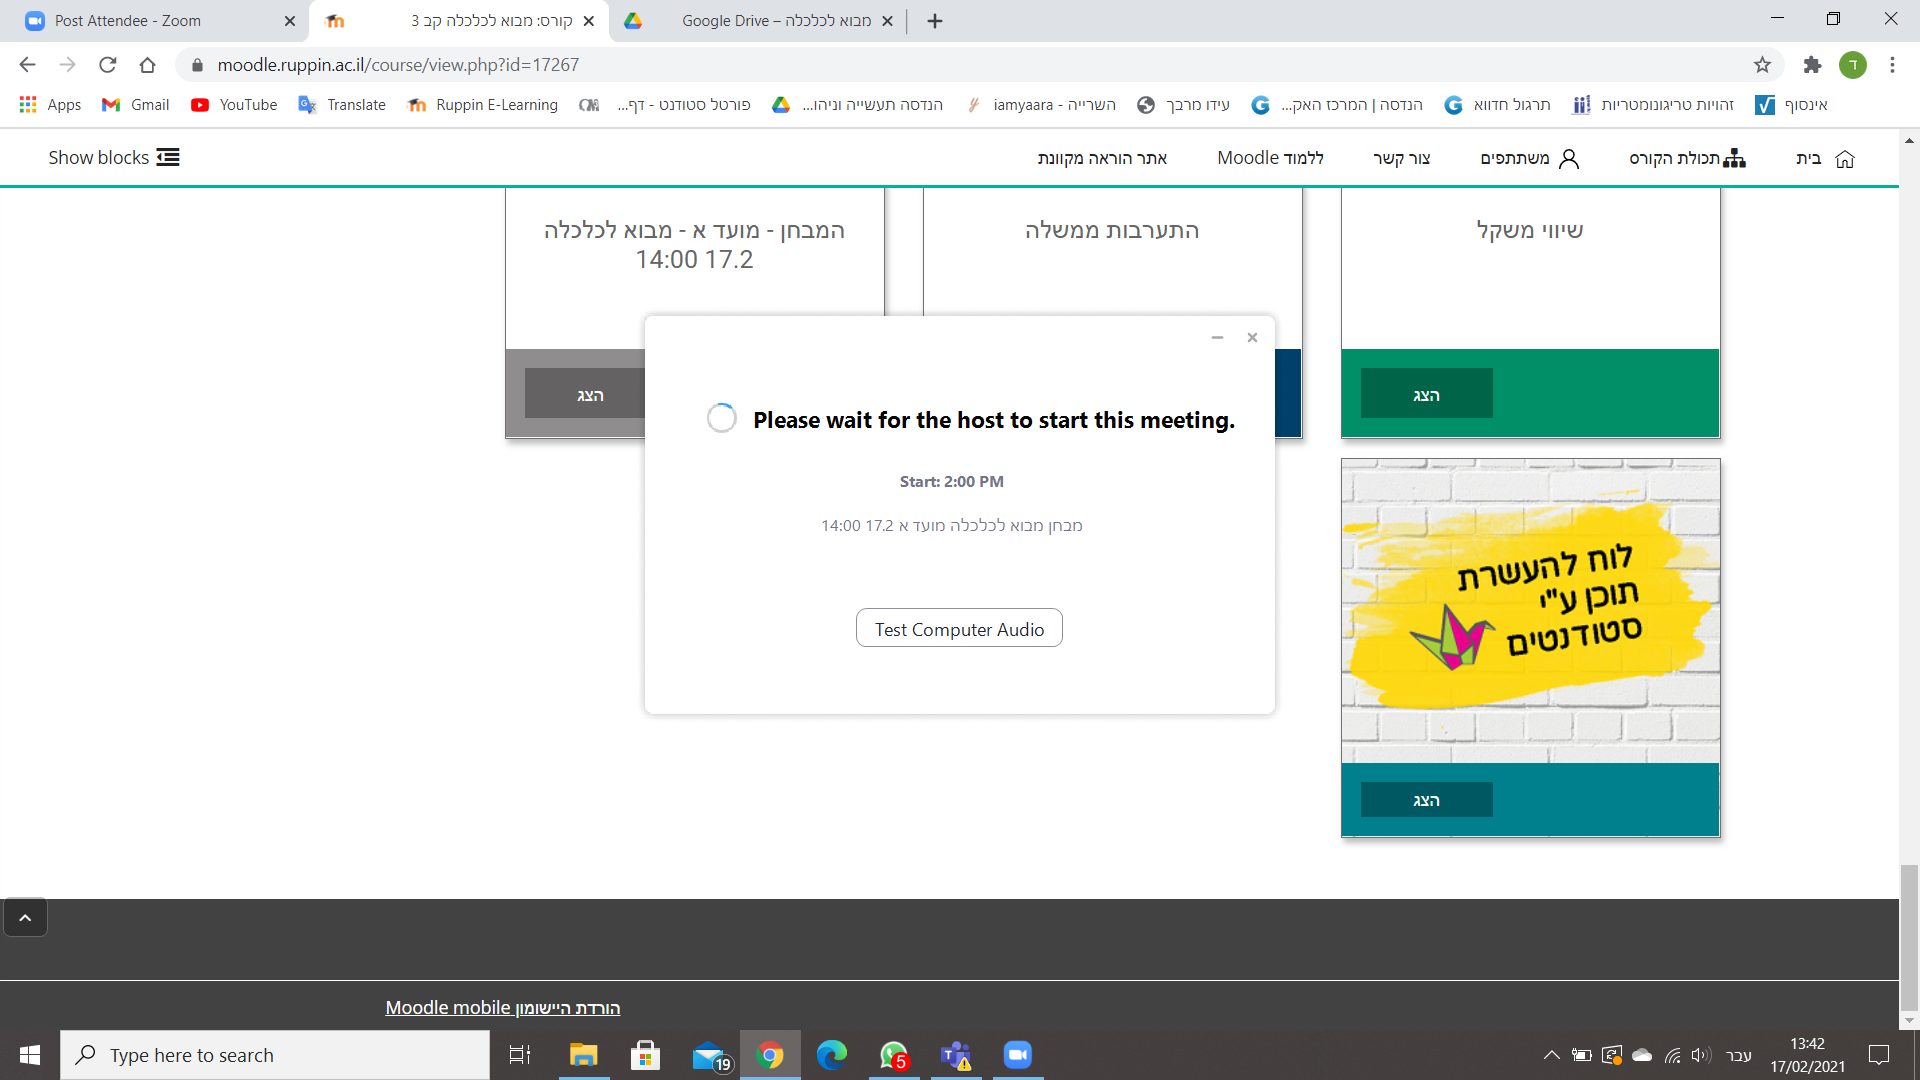 Post Attendee - Zoom
קורס: מבוא לכלכלה קב 3
מבוא לכלכלה – Google Drive
moodle.ruppin.ac.il/course/view.php?id=17267
ד
Apps
Gmail
YouTube
Translate
Ruppin E-Learning
פורטל סטודנט - דף...
הנדסה תעשייה וניהו...
השרייה - iamyaara
עידו מרבך
הנדסה | המרכז האק...
תרגול חדווא
זהויות טריגונומטריות
אינסוף
Show blocks
בית
תכולת הקורס
משתתפים
צור קשר
ללמוד Moodle
אתר הוראה מקוונת
שיווי משקל
התערבות ממשלה
המבחן - מועד א - מבוא לכלכלה
17.2 14:00
הצג
הצג
Please wait for the host to start this meeting.
Start: 2:00 PM
מבחן מבוא לכלכלה מועד א 17.2 14:00
Test Computer Audio
לוח להעשרת
תוכן ע"י
סטודנטים
הצג
הורדת היישומון Moodle mobile
Type here to search
19
5
עבר
13:42
17/02/2021